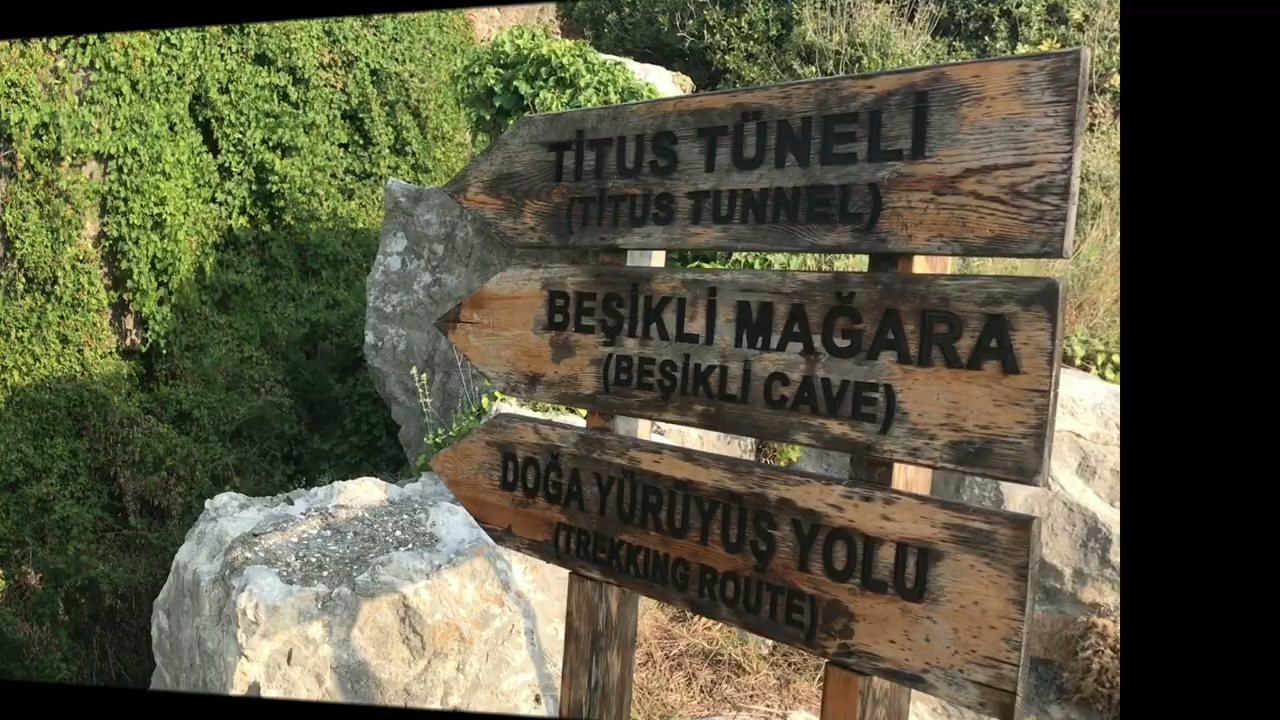 TİTUS TÜNELİ
(TİTUS TUNNEL)
BEŞİKLİ MAĞARA
(BEŞİKLİ CAVE)
DOĞA YÜRÜYÜŞ YOLU
(TREKKING ROUTE)